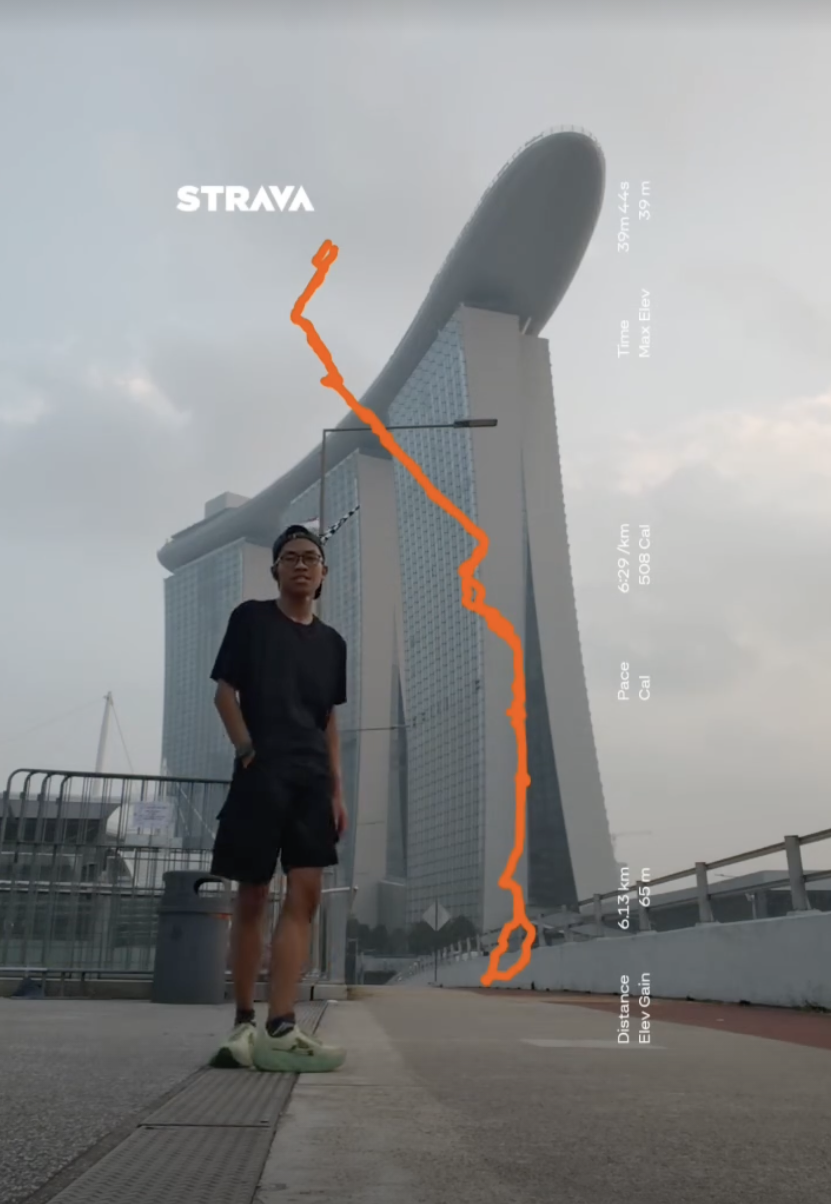 STRAVA
Distance 6.13 km Pace 6:29 /km Time 39m 44s
Elev Gain 65 m Cal 508 Cal Max Elev 39 m